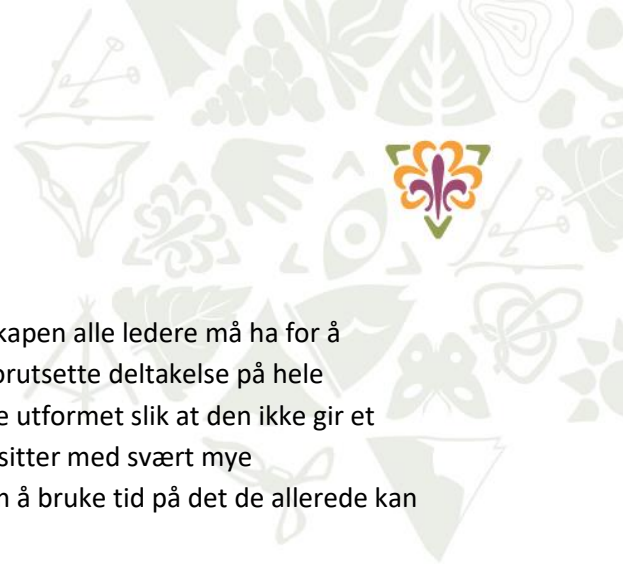 kapen alle ledere må ha for å
orutsette deltakelse på hele
e utformet slik at den ikke gir et
sitter med svært mye
n å bruke tid på det de allerede kan